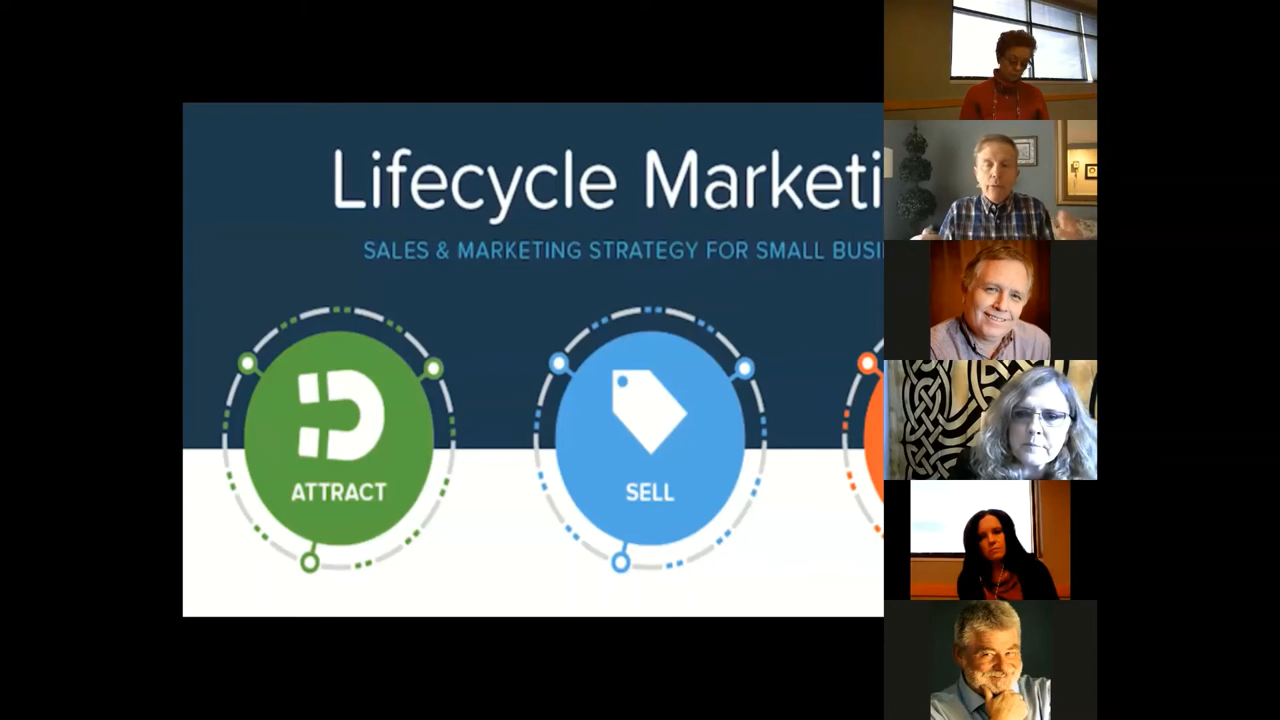 Lifecycle Marketi
SALES & MARKETING STRATEGY FOR SMALL BUSI
ATTRACT
SELL